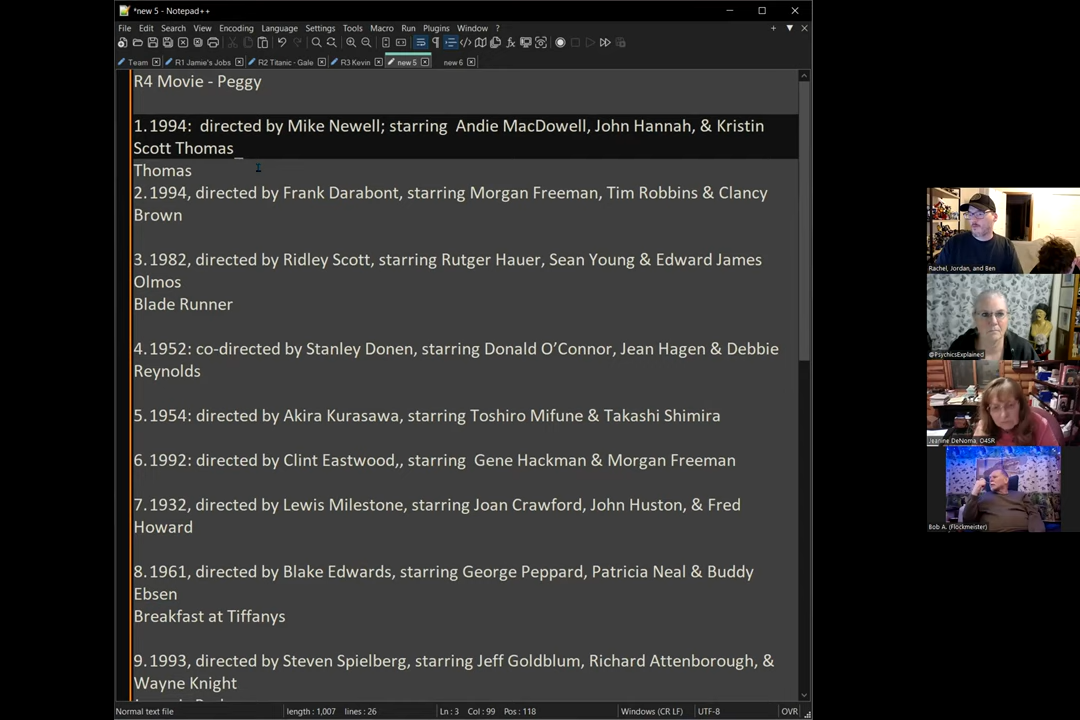 *new 5 - Notepad++
File Edit Search View Encoding Language Settings Tools Macro Run Plugins Window ?
Team R1 Jamie's Jobs R2 Titanic - Gale R3 Kevin new 5 new 6
R4 Movie - Peggy
1.1994:  directed by Mike Newell; starring  Andie MacDowell, John Hannah, & Kristin
Scott Thomas_
Thomas
2.1994, directed by Frank Darabont, starring Morgan Freeman, Tim Robbins & Clancy
Brown
3.1982, directed by Ridley Scott, starring Rutger Hauer, Sean Young & Edward James
Olmos
Blade Runner
4.1952: co-directed by Stanley Donen, starring Donald O’Connor, Jean Hagen & Debbie
Reynolds
5.1954: directed by Akira Kurasawa, starring Toshiro Mifune & Takashi Shimira
6.1992: directed by Clint Eastwood,, starring  Gene Hackman & Morgan Freeman
7.1932, directed by Lewis Milestone, starring Joan Crawford, John Huston, & Fred
Howard
8.1961, directed by Blake Edwards, starring George Peppard, Patricia Neal & Buddy
Ebsen
Breakfast at Tiffanys
9.1993, directed by Steven Spielberg, starring Jeff Goldblum, Richard Attenborough, &
Wayne Knight
Normal text file length : 1,007 lines : 26 Ln : 3 Col : 99 Pos : 118 Windows (CR LF) UTF-8 OVR
Rachel, Jordan, and Ben
@PsychicsExplained
Jeanine DeNoma, O4SR
Bob A. (Flockmeister)